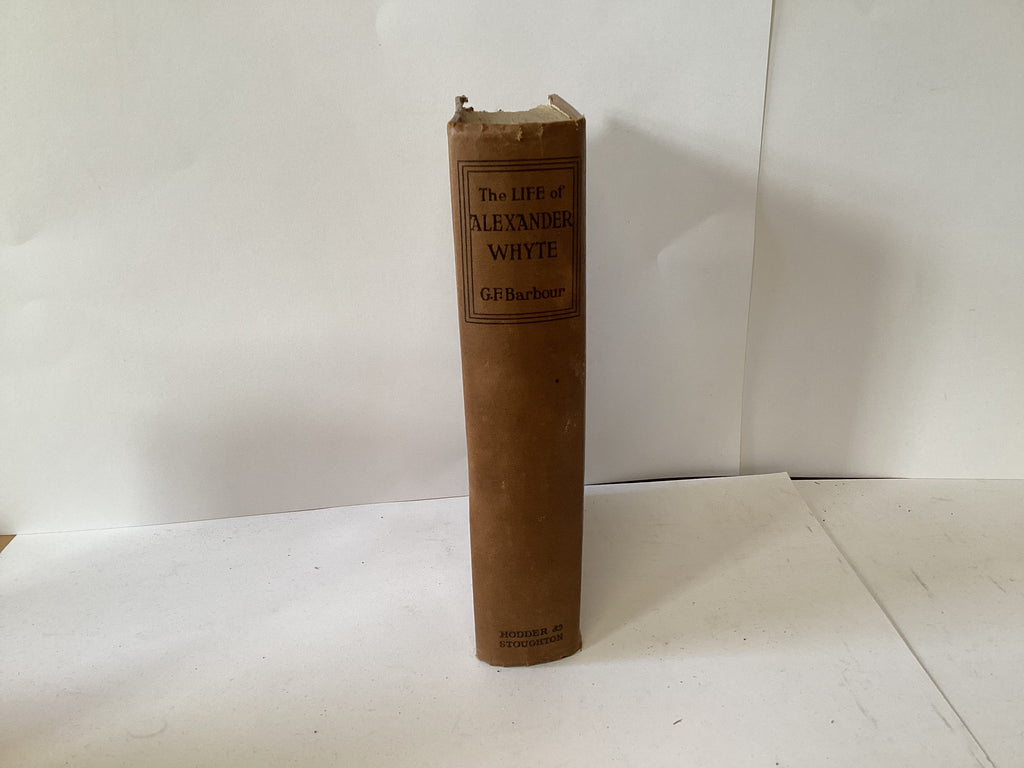 The LIFE of
ALEXANDER
WHYTE
G.F. Barbour
HODDER &
STOUGHTON